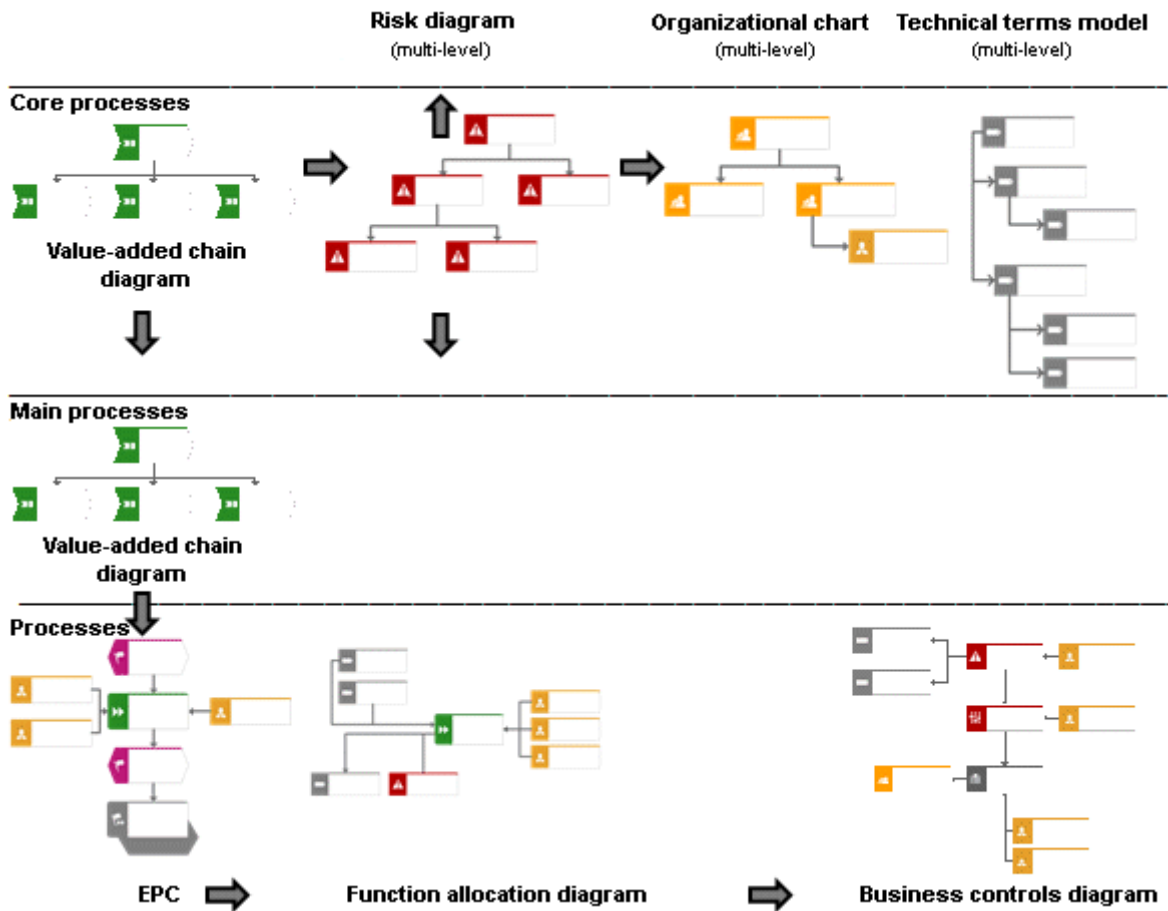 Risk diagram
(multi-level)
Organizational chart
(multi-level)
Technical terms model
(multi-level)
Core processes
Value-added chain
diagram
Main processes
Value-added chain
diagram
Processes
EPC
Function allocation diagram
Business controls diagram